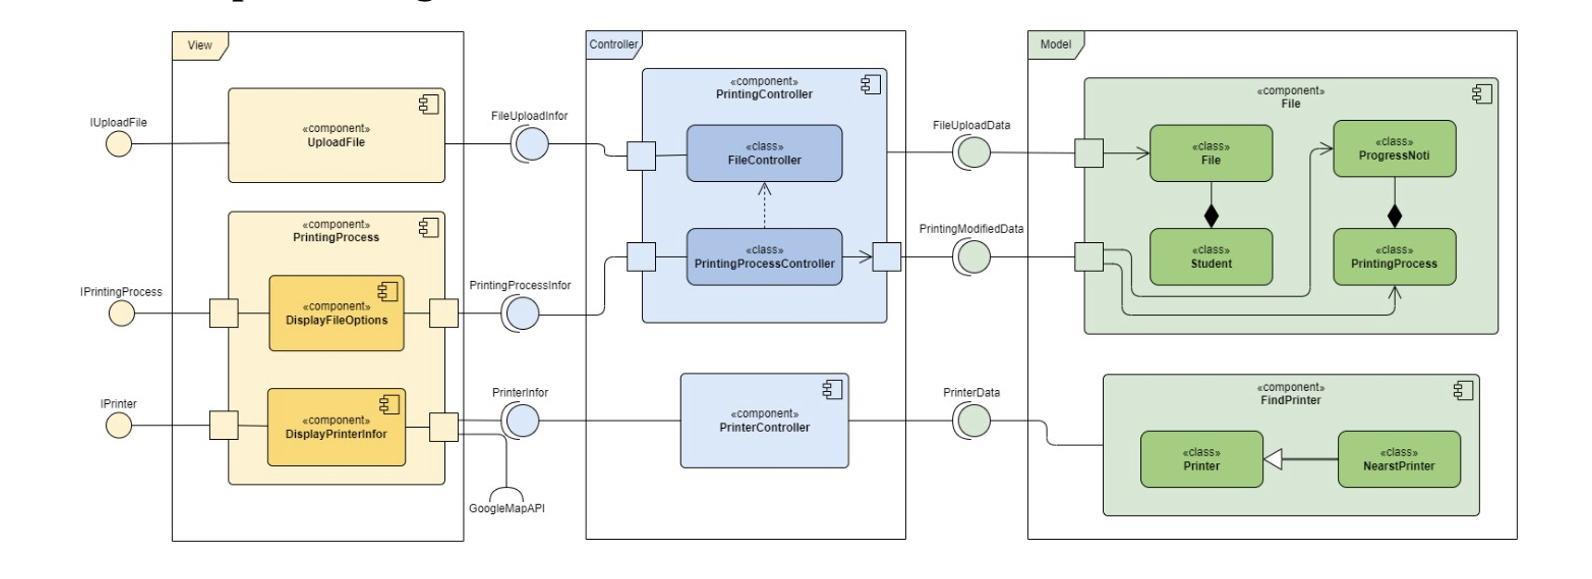 View
IUploadFile
«component»
UploadFile
«component»
PrintingProcess
IPrintingProcess
«component»
DisplayFileOptions
IPrinter
«component»
DisplayPrinterInfor
FileUploadInfor
PrintingProcessInfor
PrinterInfor
GoogleMapAPI
Controller
«component»
PrintingController
«class»
FileController
«class»
PrintingProcessController
«component»
PrinterController
FileUploadData
PrintingModifiedData
PrinterData
Model
«component»
File
«class»
File
«class»
ProgressNoti
«class»
Student
«class»
PrintingProcess
«component»
FindPrinter
«class»
Printer
«class»
NearstPrinter